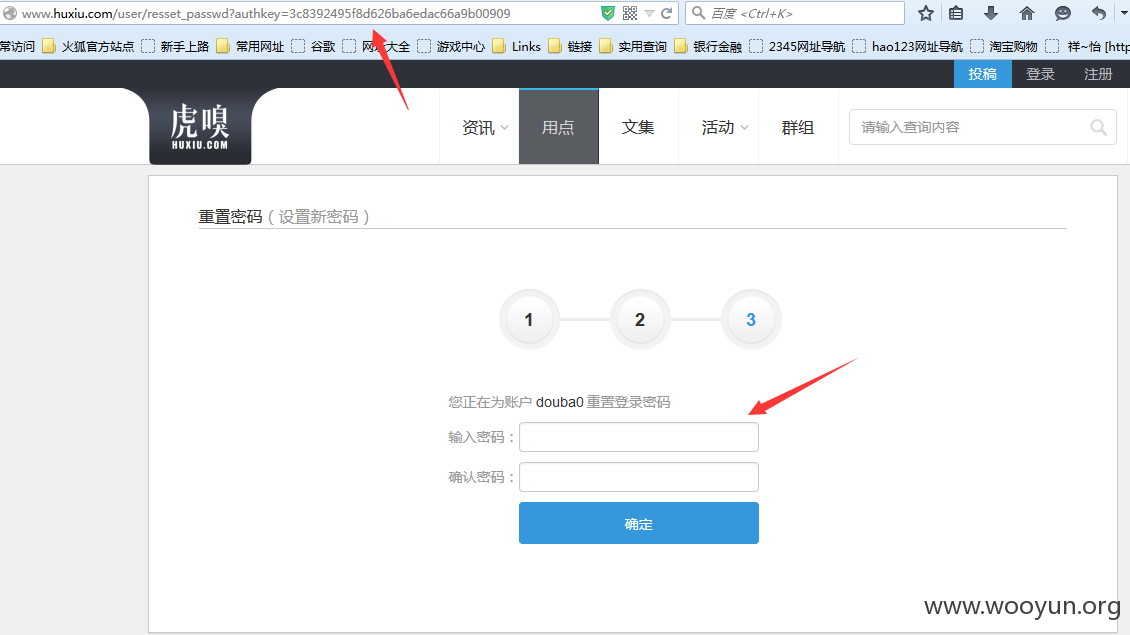 www.huxiu.com/user/resset_passwd?authkey=3c8392495f8d626ba6edac66a9b00909 百度 <Ctrl+K>
常访问 火狐官方站点 新手上路 常用网址 谷歌 网大全 游戏中心 Links 链接 实用查询 银行金融 2345网址导航 hao123网址导航 淘宝购物 祥~怡 [http
投稿 登录 注册
虎嗅
HUXIU.COM
资讯 用点 文集 活动 群组 请输入查询内容
重置密码 ( 设置新密码 )
1 2 3
您正在为账户 douba0 重置登录密码
输入密码：
确认密码：
确定
www.wooyun.org